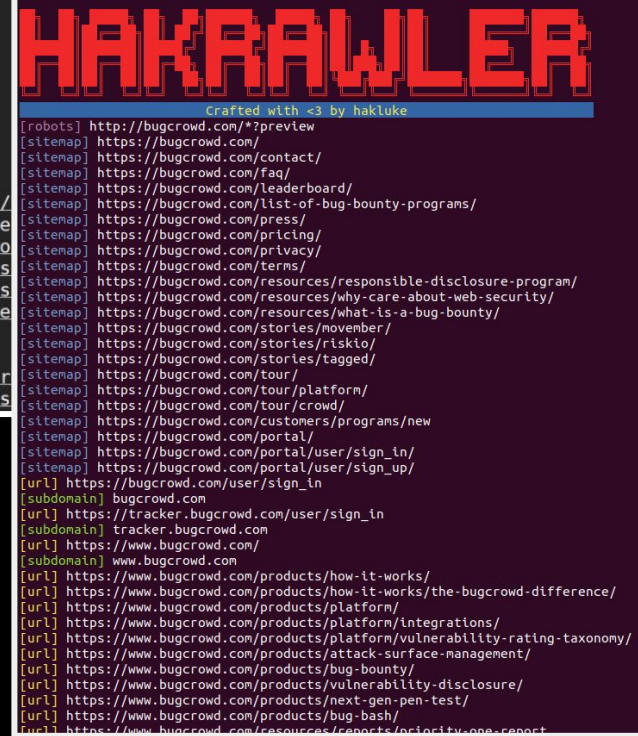 HAKRAWLER
Crafted with <3 by hakluke
[robots] http://bugcrowd.com/*?preview
[sitemap] https://bugcrowd.com/
[sitemap] https://bugcrowd.com/contact/
[sitemap] https://bugcrowd.com/faq/
[sitemap] https://bugcrowd.com/leaderboard/
[sitemap] https://bugcrowd.com/list-of-bug-bounty-programs/
[sitemap] https://bugcrowd.com/press/
[sitemap] https://bugcrowd.com/pricing/
[sitemap] https://bugcrowd.com/privacy/
[sitemap] https://bugcrowd.com/terms/
[sitemap] https://bugcrowd.com/resources/responsible-disclosure-program/
[sitemap] https://bugcrowd.com/resources/why-care-about-web-security/
[sitemap] https://bugcrowd.com/resources/what-is-a-bug-bounty/
[sitemap] https://bugcrowd.com/stories/movember/
[sitemap] https://bugcrowd.com/stories/riskio/
[sitemap] https://bugcrowd.com/stories/tagged/
[sitemap] https://bugcrowd.com/tour/
[sitemap] https://bugcrowd.com/tour/platform/
[sitemap] https://bugcrowd.com/tour/crowd/
[sitemap] https://bugcrowd.com/customers/programs/new
[sitemap] https://bugcrowd.com/portal/
[sitemap] https://bugcrowd.com/portal/user/sign_in/
[sitemap] https://bugcrowd.com/portal/user/sign_up/
[url] https://bugcrowd.com/user/sign_in
[subdomain] bugcrowd.com
[url] https://tracker.bugcrowd.com/user/sign_in
[subdomain] tracker.bugcrowd.com
[url] https://www.bugcrowd.com/
[subdomain] www.bugcrowd.com
[url] https://www.bugcrowd.com/products/how-it-works/
[url] https://www.bugcrowd.com/products/how-it-works/the-bugcrowd-difference/
[url] https://www.bugcrowd.com/products/platform/
[url] https://www.bugcrowd.com/products/platform/integrations/
[url] https://www.bugcrowd.com/products/platform/vulnerability-rating-taxonomy/
[url] https://www.bugcrowd.com/products/attack-surface-management/
[url] https://www.bugcrowd.com/products/bug-bounty/
[url] https://www.bugcrowd.com/products/vulnerability-disclosure/
[url] https://www.bugcrowd.com/products/next-gen-pen-test/
[url] https://www.bugcrowd.com/products/bug-bash/
[url] https://www.bugcrowd.com/resources/reports/priority-one-report